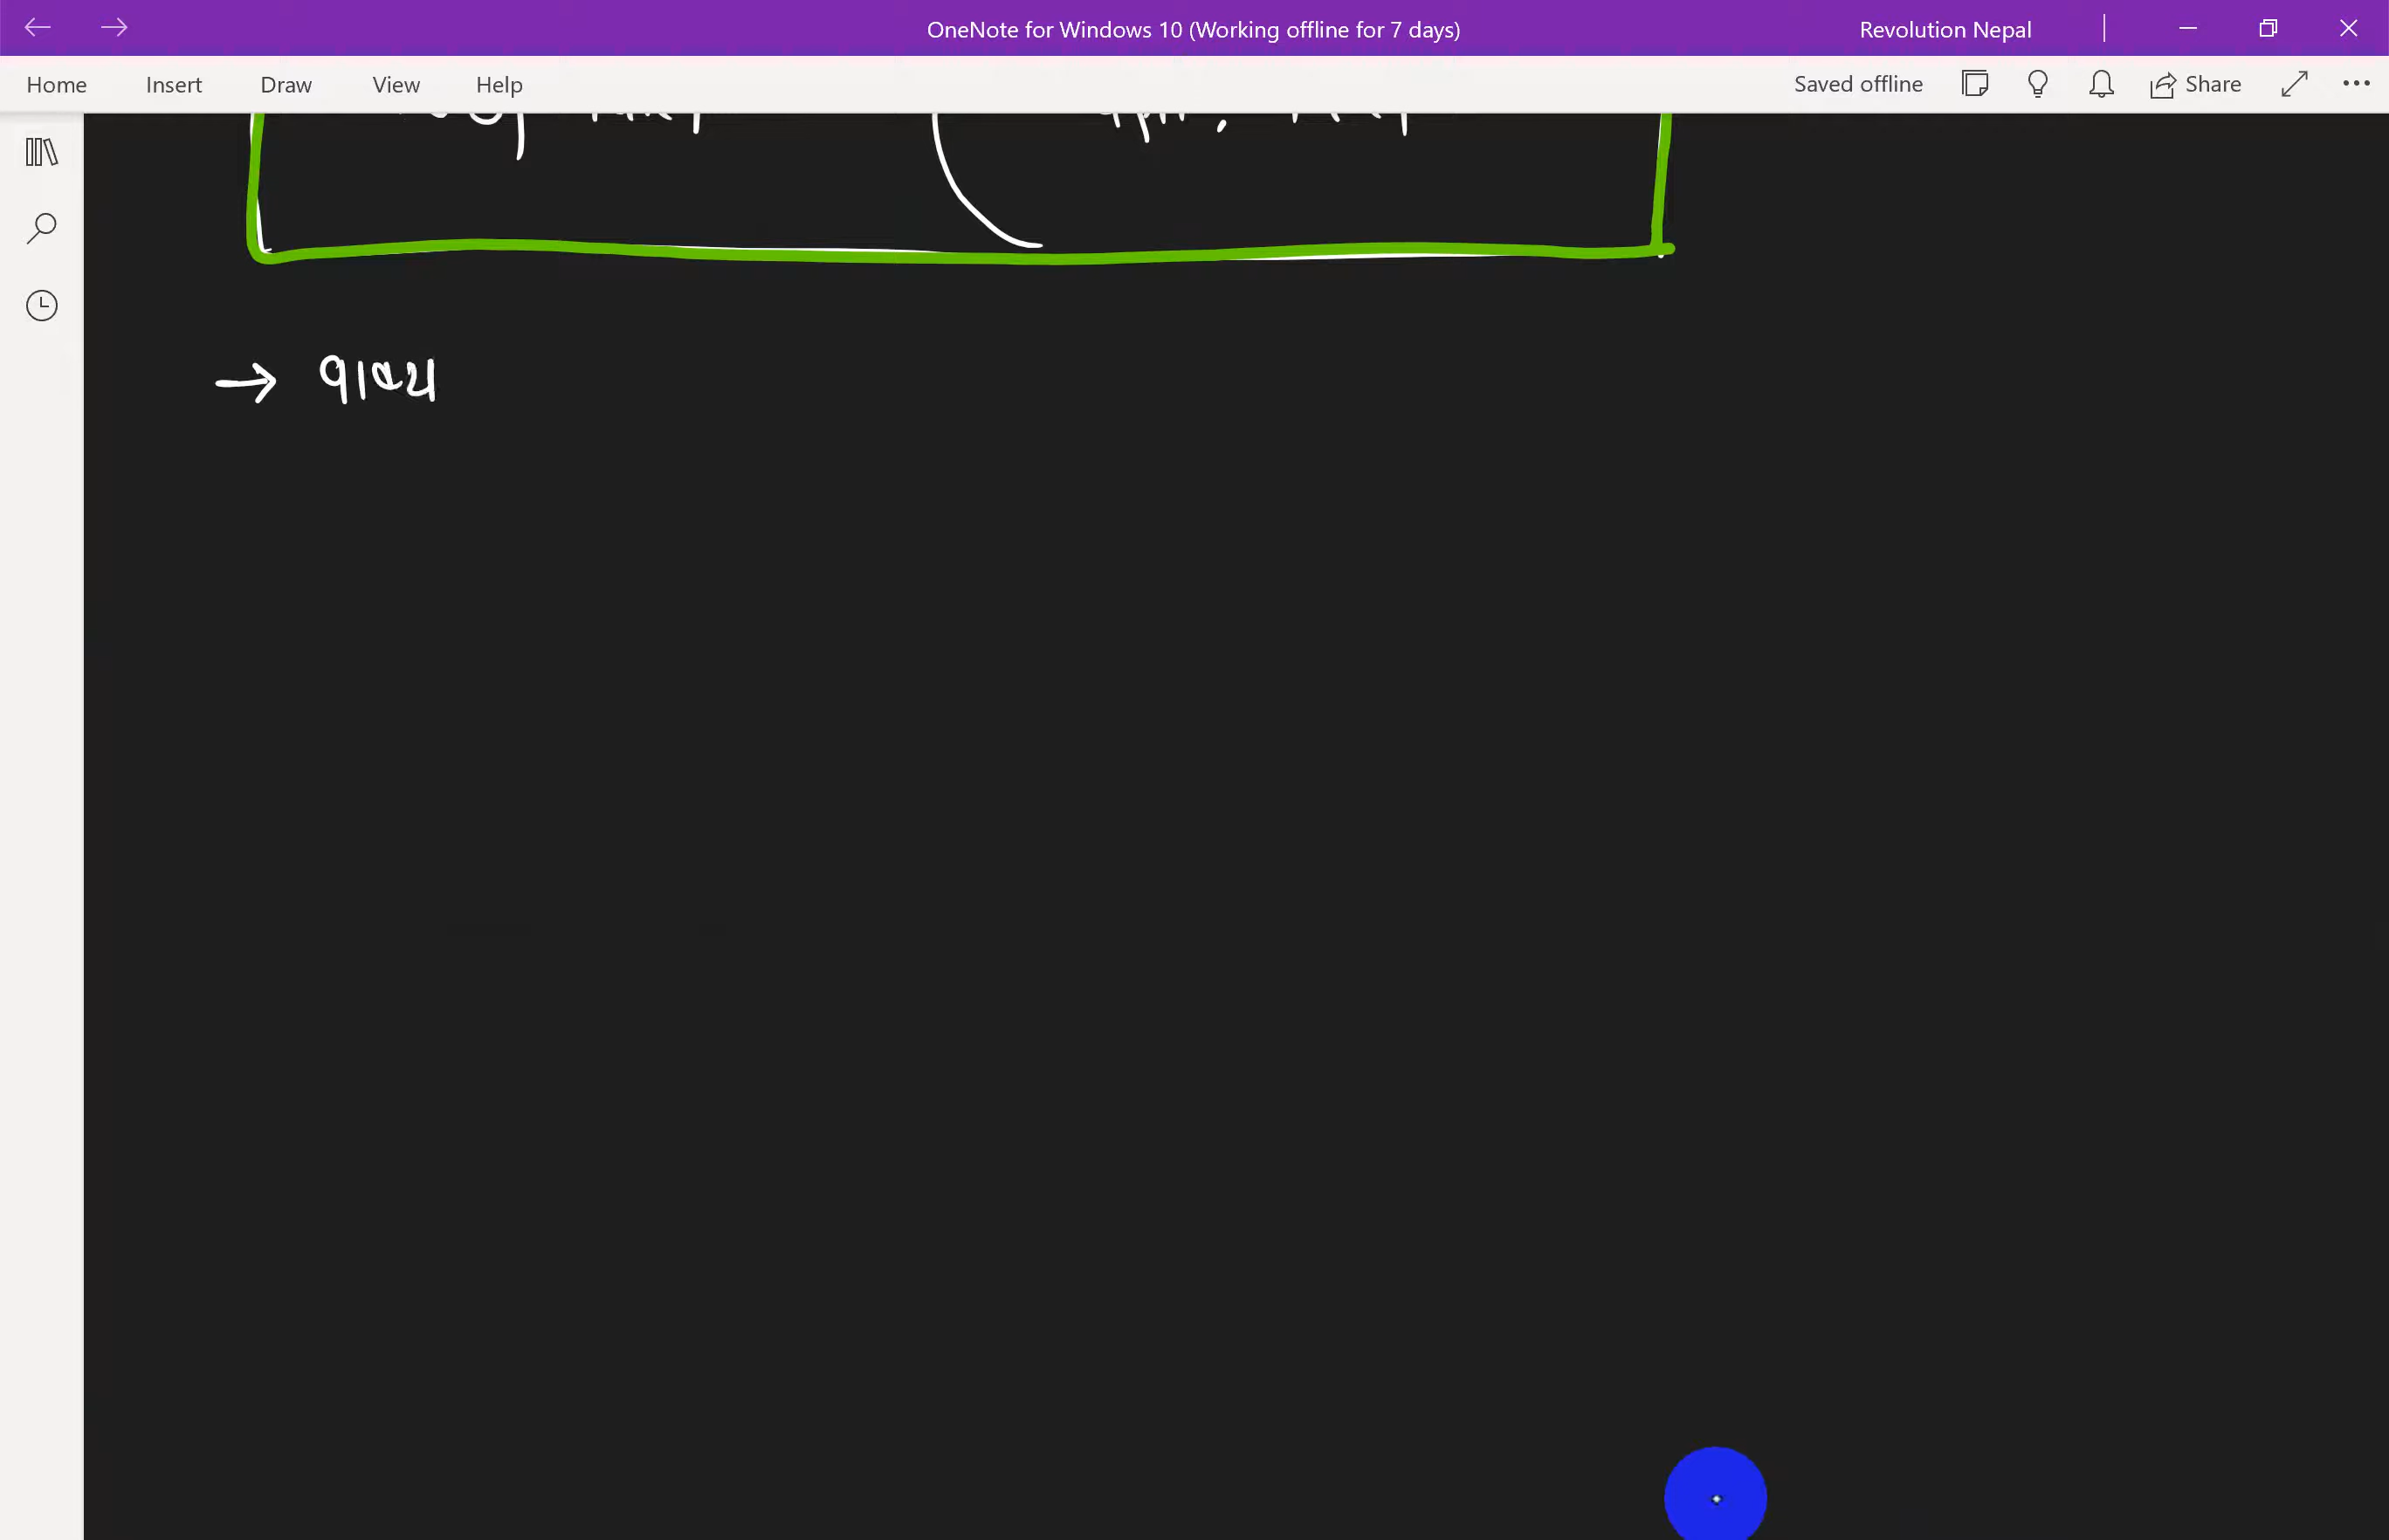 OneNote for Windows 10 (Working offline for 7 days)
Revolution Nepal
Home Insert Draw View Help
Saved offline
Share
→ वाक्य